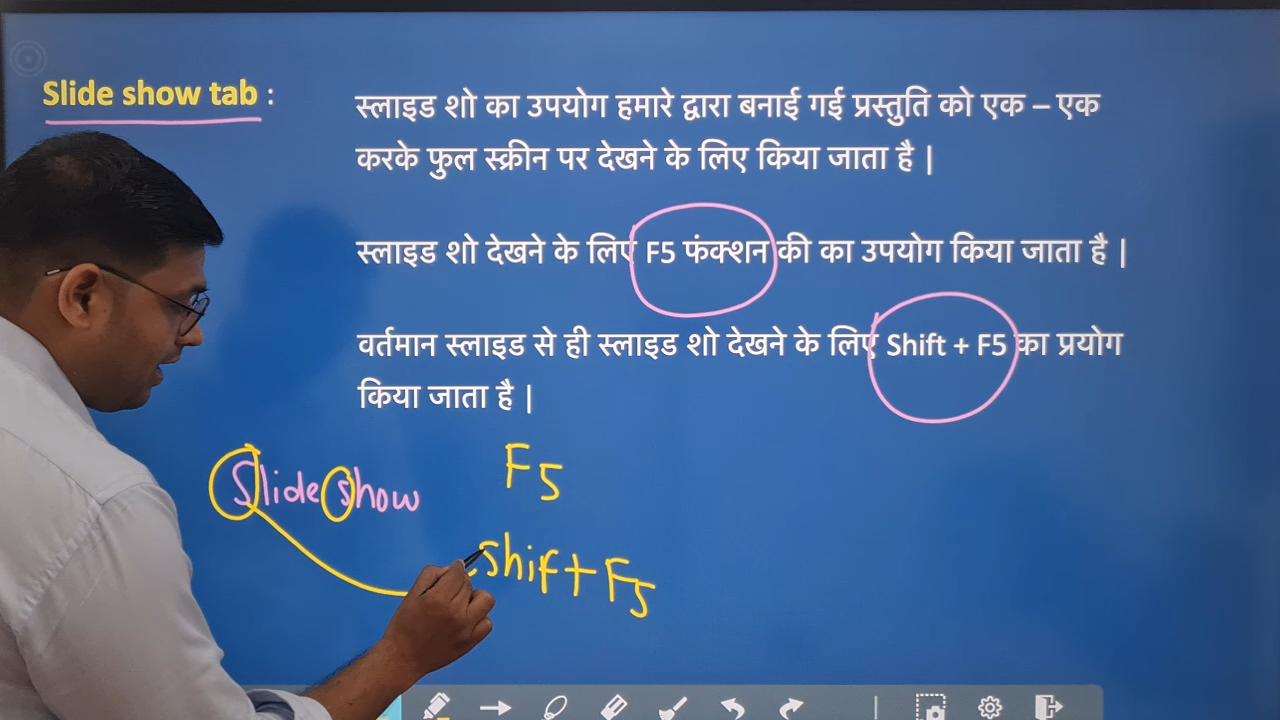 Slide show tab :
स्लाइड शो का उपयोग हमारे द्वारा बनाई गई प्रस्तुति को एक – एक
करके फुल स्क्रीन पर देखने के लिए किया जाता है |
स्लाइड शो देखने के लिए F5 फंक्शन की का उपयोग किया जाता है |
वर्तमान स्लाइड से ही स्लाइड शो देखने के लिए Shift + F5 का प्रयोग
किया जाता है |
Slide show
F5
Shift + F5